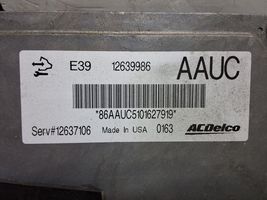 E39 12639986 AAUC
*86AAUC5101627919*
Serv#12637106 Made In USA 0163 ACDelco